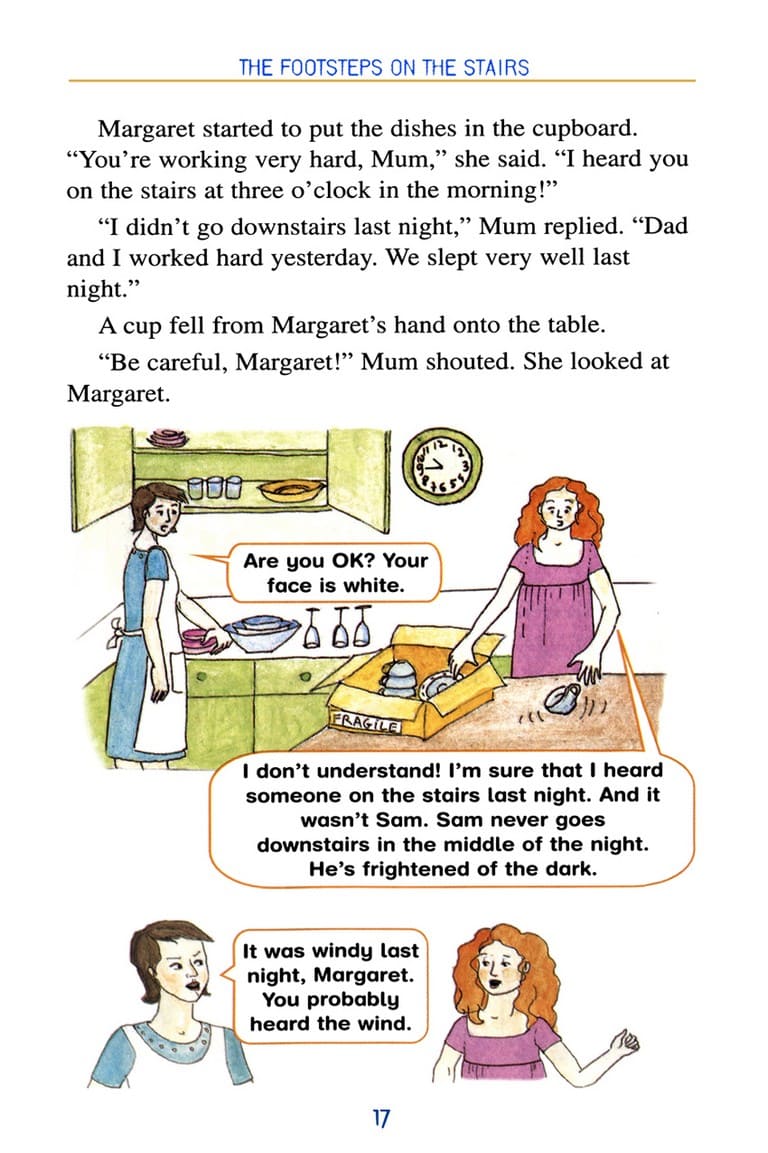 THE FOOTSTEPS ON THE STAIRS
Margaret started to put the dishes in the cupboard.
“You’re working very hard, Mum,” she said. “I heard you
on the stairs at three o’clock in the morning!”
“I didn’t go downstairs last night,” Mum replied. “Dad
and I worked hard yesterday. We slept very well last
night.”
A cup fell from Margaret’s hand onto the table.
“Be careful, Margaret!” Mum shouted. She looked at
Margaret.
Are you OK? Your
face is white.
FRAGILE
I don’t understand! I’m sure that I heard
someone on the stairs last night. And it
wasn’t Sam. Sam never goes
downstairs in the middle of the night.
He’s frightened of the dark.
It was windy last
night, Margaret.
You probably
heard the wind.
17